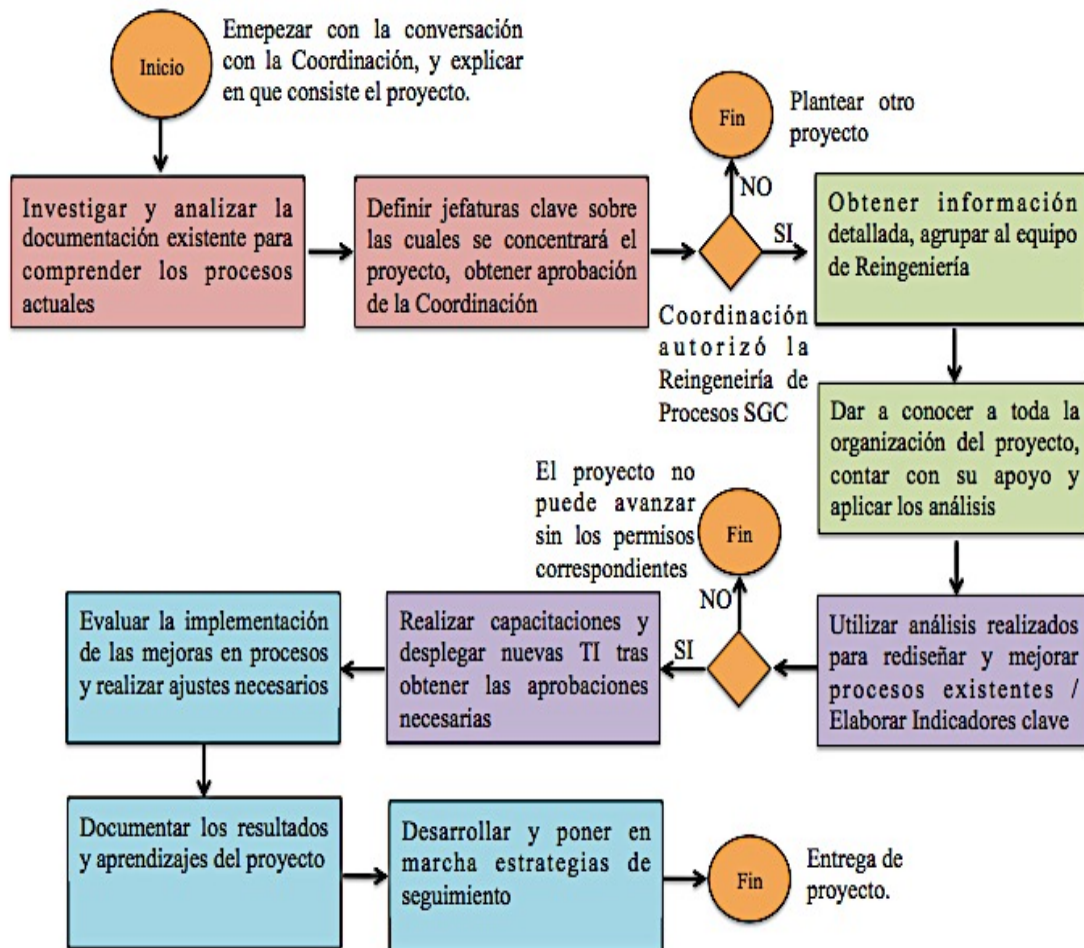 Inicio
Emepezar con la conversación
con la Coordinación, y explicar
en que consiste el proyecto.
Investigar y analizar la
documentación existente para
comprender los procesos
actuales
Definir jefaturas clave sobre
las cuales se concentrará el
proyecto, obtener aprobación
de la Coordinación
Fin
Plantear otro
proyecto
NO
SI
Coordinación
autorizó la
Reingeneiría de
Procesos SGC
Obtener información
detallada, agrupar al equipo
de Reingeniería
Dar a conocer a toda la
organización del proyecto,
contar con su apoyo y
aplicar los análisis
Utilizar análisis realizados
para rediseñar y mejorar
procesos existentes /
Elaborar Indicadores clave
El proyecto no
puede avanzar
sin los permisos
correspondientes
Fin
NO
SI
Realizar capacitaciones y
desplegar nuevas TI tras
obtener las aprobaciones
necesarias
Evaluar la implementación
de las mejoras en procesos
y realizar ajustes necesarios
Documentar los resultados
y aprendizajes del proyecto
Desarrollar y poner en
marcha estrategias de
seguimiento
Fin
Entrega de
proyecto.